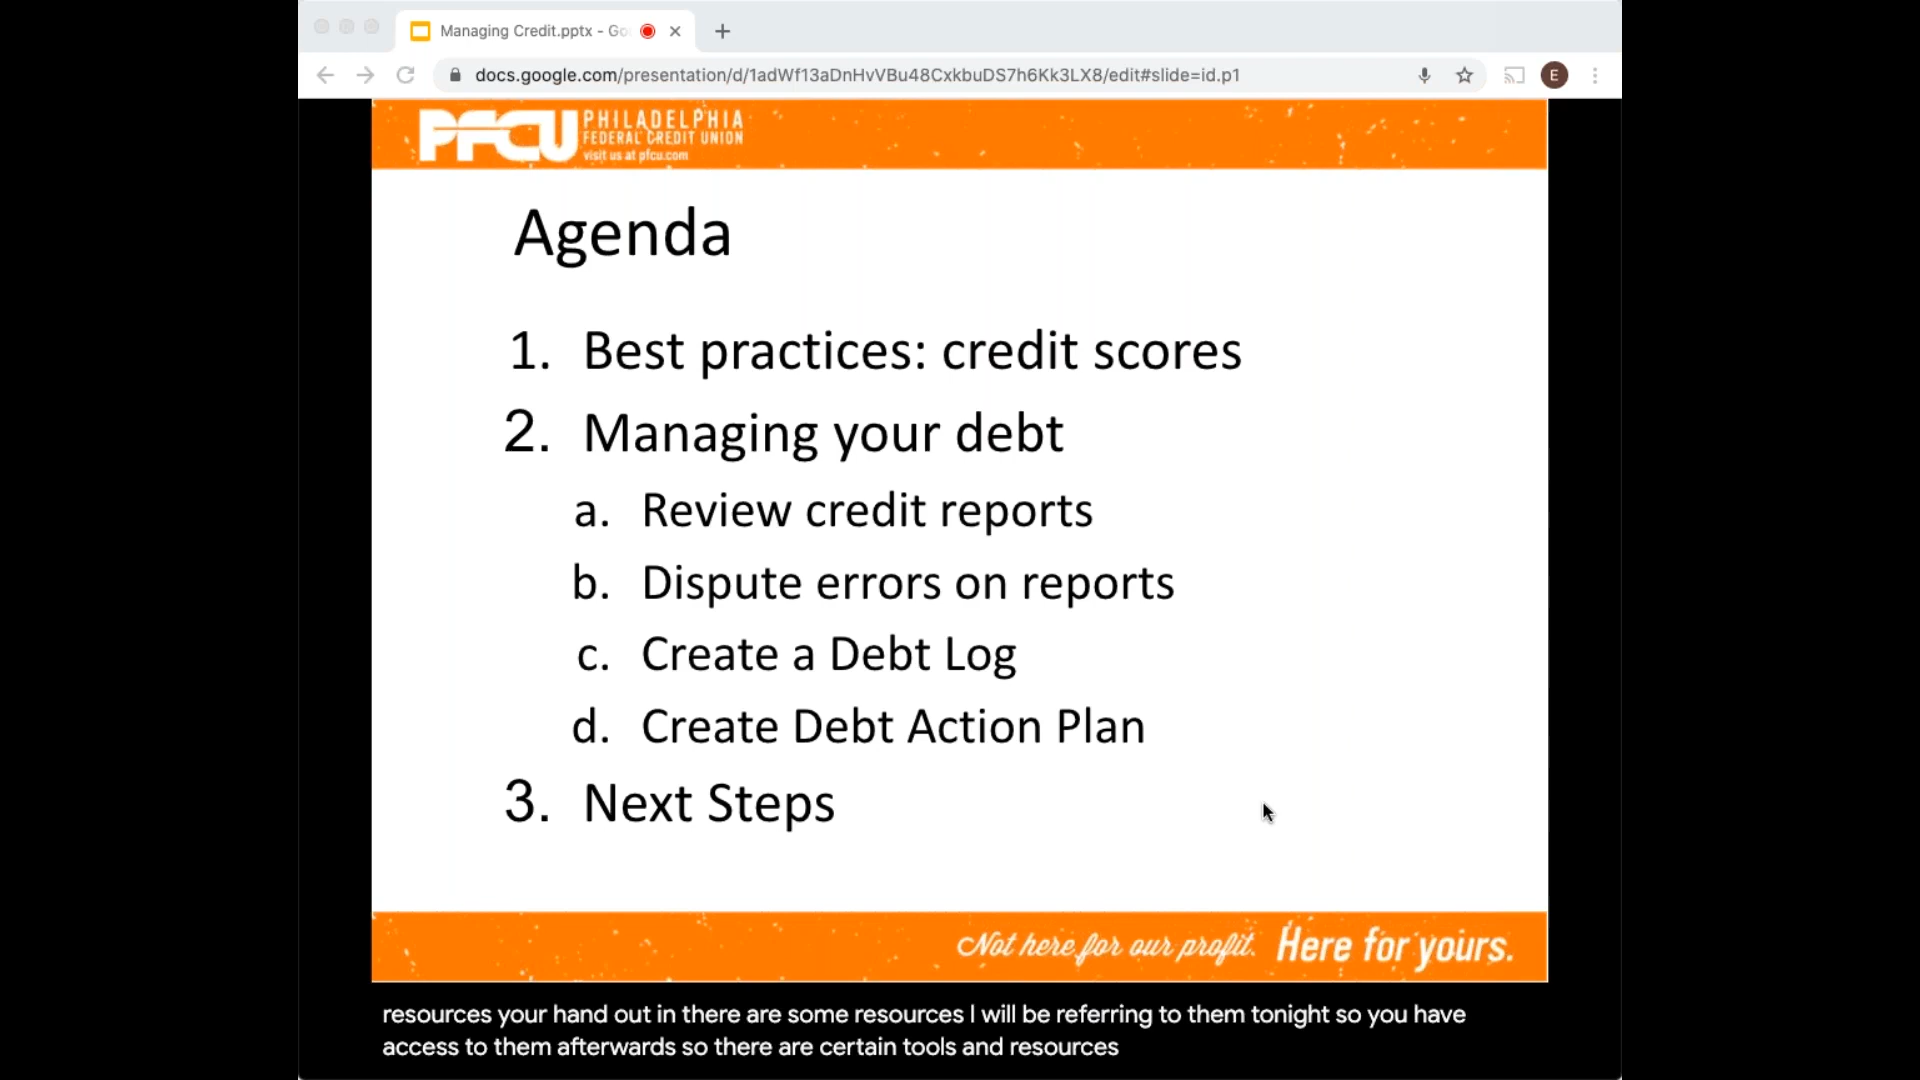 Managing Credit.pptx - Go
docs.google.com/presentation/d/1adWf13aDnHvVBu48CxkbuDS7h6Kk3LX8/edit#slide=id.p1
E
PFCU PHILADELPHIA
FEDERAL CREDIT UNION
visit us at pfcu.com
Agenda
1. Best practices: credit scores
2. Managing your debt
a. Review credit reports
b. Dispute errors on reports
c. Create a Debt Log
d. Create Debt Action Plan
3. Next Steps
Not here for our profit. Here for yours.
resources your hand out in there are some resources I will be referring to them tonight so you have
access to them afterwards so there are certain tools and resources